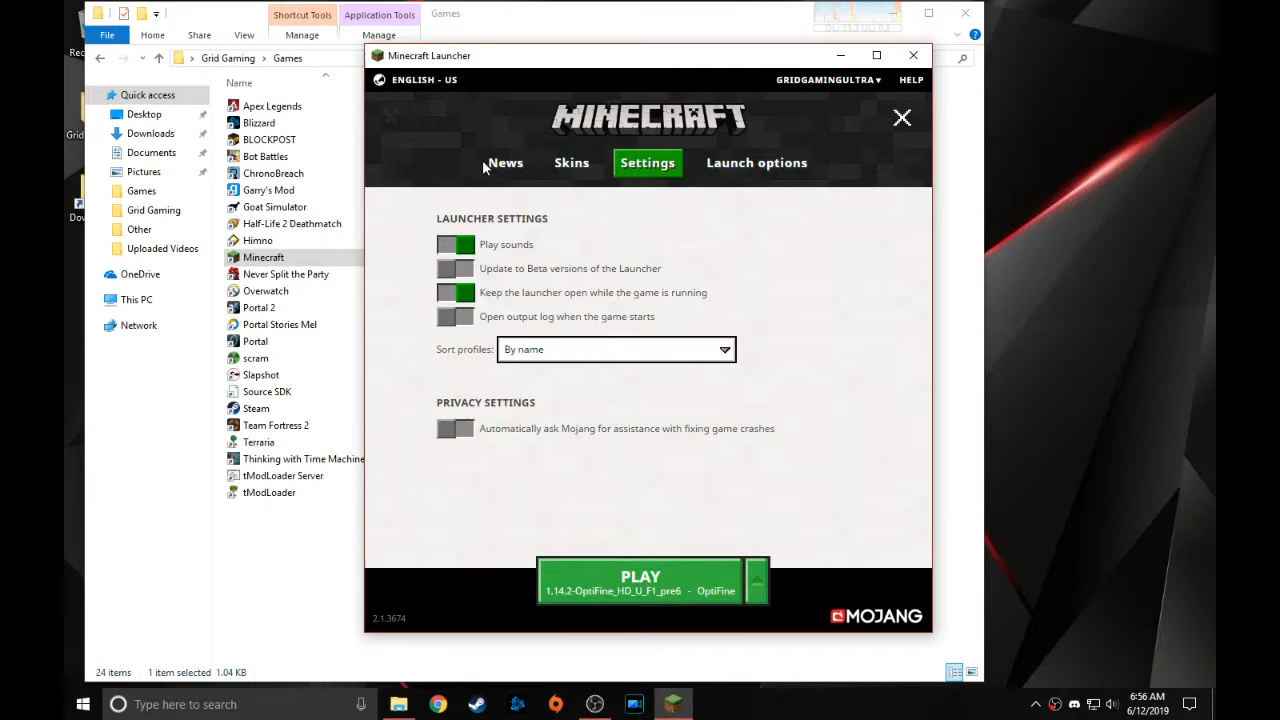 Shortcut Tools
Application Tools
Games
File
Home
Share
View
Manage
Manage
Grid Gaming
Games
Minecraft Launcher
ENGLISH - US
GRIDGAMINGULTRA
HELP
MINECRAFT
News
Skins
Settings
Launch options
LAUNCHER SETTINGS
Play sounds
Update to Beta versions of the Launcher
Keep the launcher open while the game is running
Open output log when the game starts
Sort profiles:
By name
PRIVACY SETTINGS
Automatically ask Mojang for assistance with fixing game crashes
PLAY
1.14.2-OptiFine_HD_U_F1_pre6 - OptiFine
2.1.3674
MOJANG
Quick access
Desktop
Downloads
Documents
Pictures
Games
Grid Gaming
Other
Uploaded Videos
OneDrive
This PC
Network
Name
Apex Legends
Blizzard
BLOCKPOST
Bot Battles
ChronoBreach
Garry's Mod
Goat Simulator
Half-Life 2 Deathmatch
Himno
Minecraft
Never Split the Party
Overwatch
Portal 2
Portal Stories Mel
Portal
scram
Slapshot
Source SDK
Steam
Team Fortress 2
Terraria
Thinking with Time Machine
tModLoader Server
tModLoader
24 items
1 item selected 1.04 KB
Type here to search
6:56 AM
6/12/2019